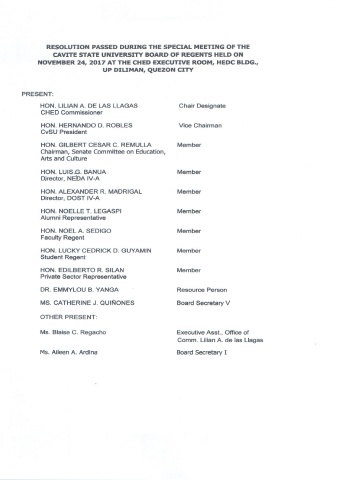 RESOLUTION PASSED DURING THE SPECIAL MEETING OF THE
CAVITE STATE UNIVERSITY BOARD OF REGENTS HELD ON
NOVEMBER 24, 2017 AT THE CHED EXECUTIVE ROOM, HEDC BLDG.,
UP DILIMAN, QUEZON CITY
PRESENT:
HON. LILIAN A. DE LAS LLAGAS Chair Designate
CHED Commissioner
HON. HERNANDO D. ROBLES Vice Chairman
CvSU President
HON. GILBERT CESAR C. REMULLA Member
Chairman, Senate Committee on Education,
Arts and Culture
HON. LUIS.G. BANUA Member
Director, NEDA IV-A
HON. ALEXANDER R. MADRIGAL Member
Director, DOST IV-A
HON. NOELLE T. LEGASPI Member
Alumni Representative
HON. NOEL A. SEDIGO Member
Faculty Regent
HON. LUCKY CEDRICK D. GUYAMIN Member
Student Regent
HON. EDILBERTO R. SILAN Member
Private Sector Representative
DR. EMMYLOU B. YANGA Resource Person
MS. CATHERINE J. QUIÑONES Board Secretary V
OTHER PRESENT:
Ms. Blaise C. Regacho Executive Asst., Office of
Comm. Lilian A. de las Llagas
Ms. Aileen A. Ardina Board Secretary I